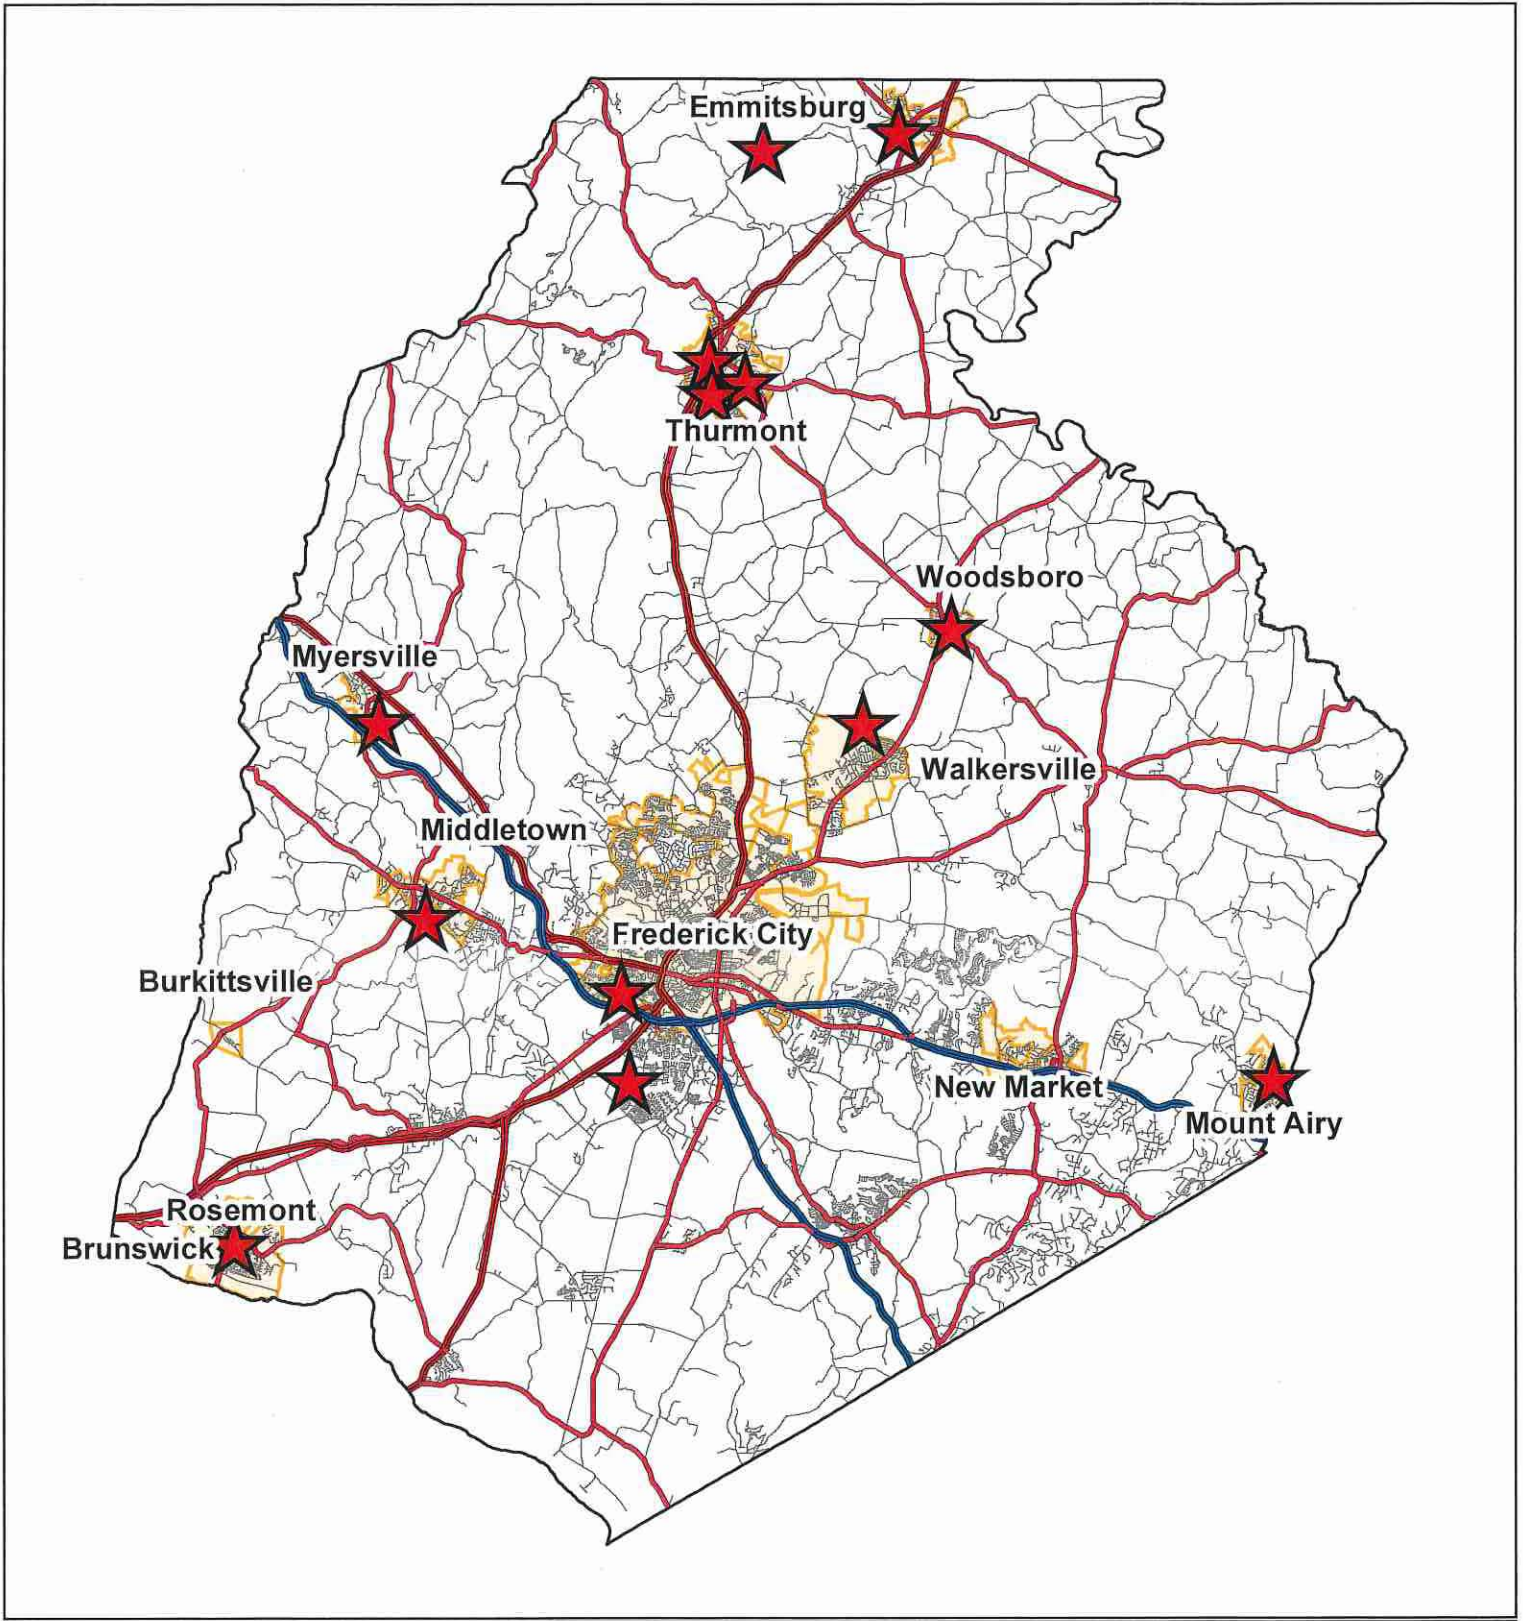 Emmitsburg
Thurmont
Woodsboro
Myersville
Walkersville
Middletown
Frederick City
Burkittsville
New Market
Mount Airy
Rosemont
Brunswick